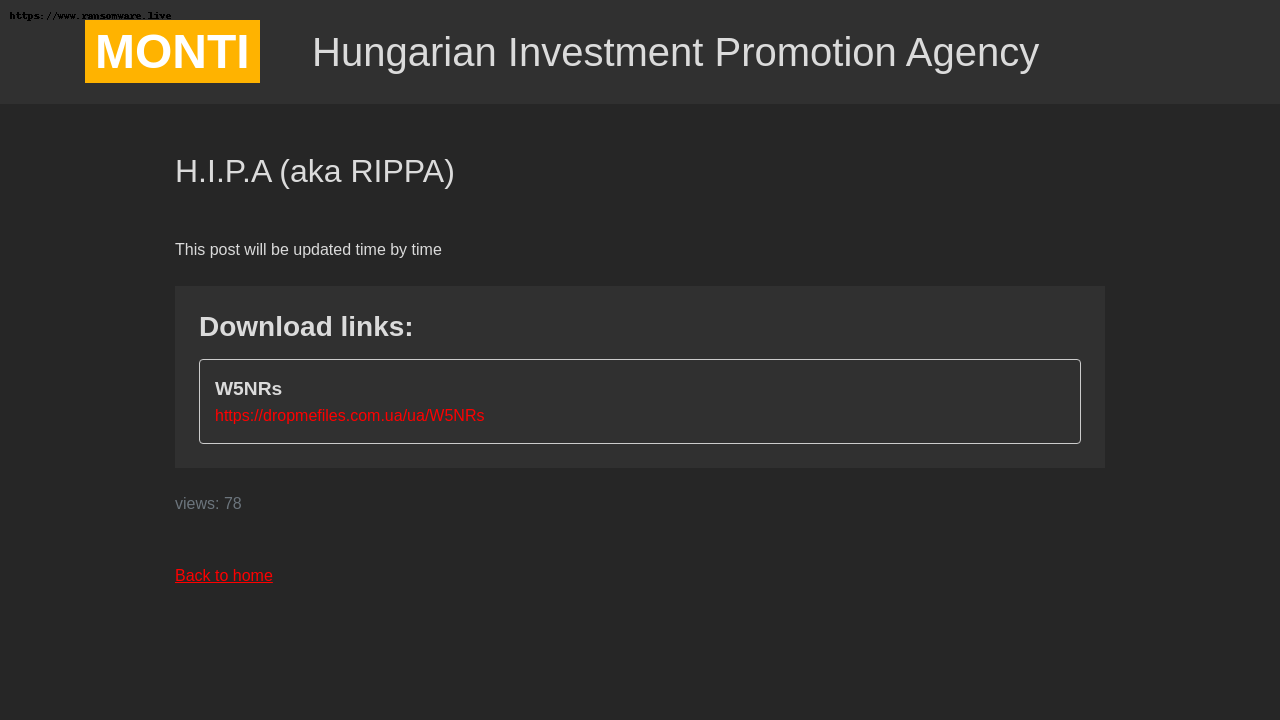 https://www.ransomware.live
MONTI
Hungarian Investment Promotion Agency
H.I.P.A (aka RIPPA)
This post will be updated time by time
Download links:
W5NRs
https://dropmefiles.com.ua/ua/W5NRs
views: 78
Back to home